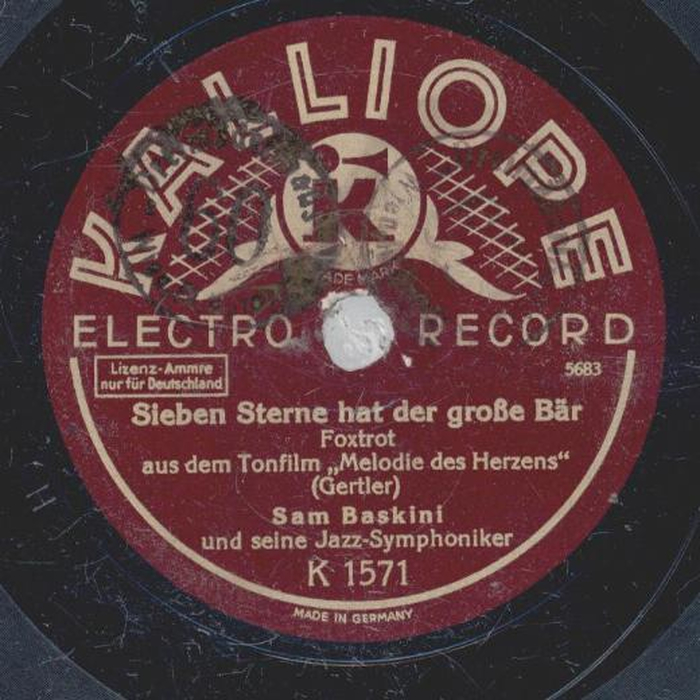 KALLIOPE
K
TRADE MARK
ELECTRO RECORD
Lizenz-Ammre
nur für Deutschland
5683
Sieben Sterne hat der große Bär
Foxtrot
aus dem Tonfilm „Melodie des Herzens“
(Gertler)
Sam Baskini
und seine Jazz-Symphoniker
K 1571
MADE IN GERMANY
H